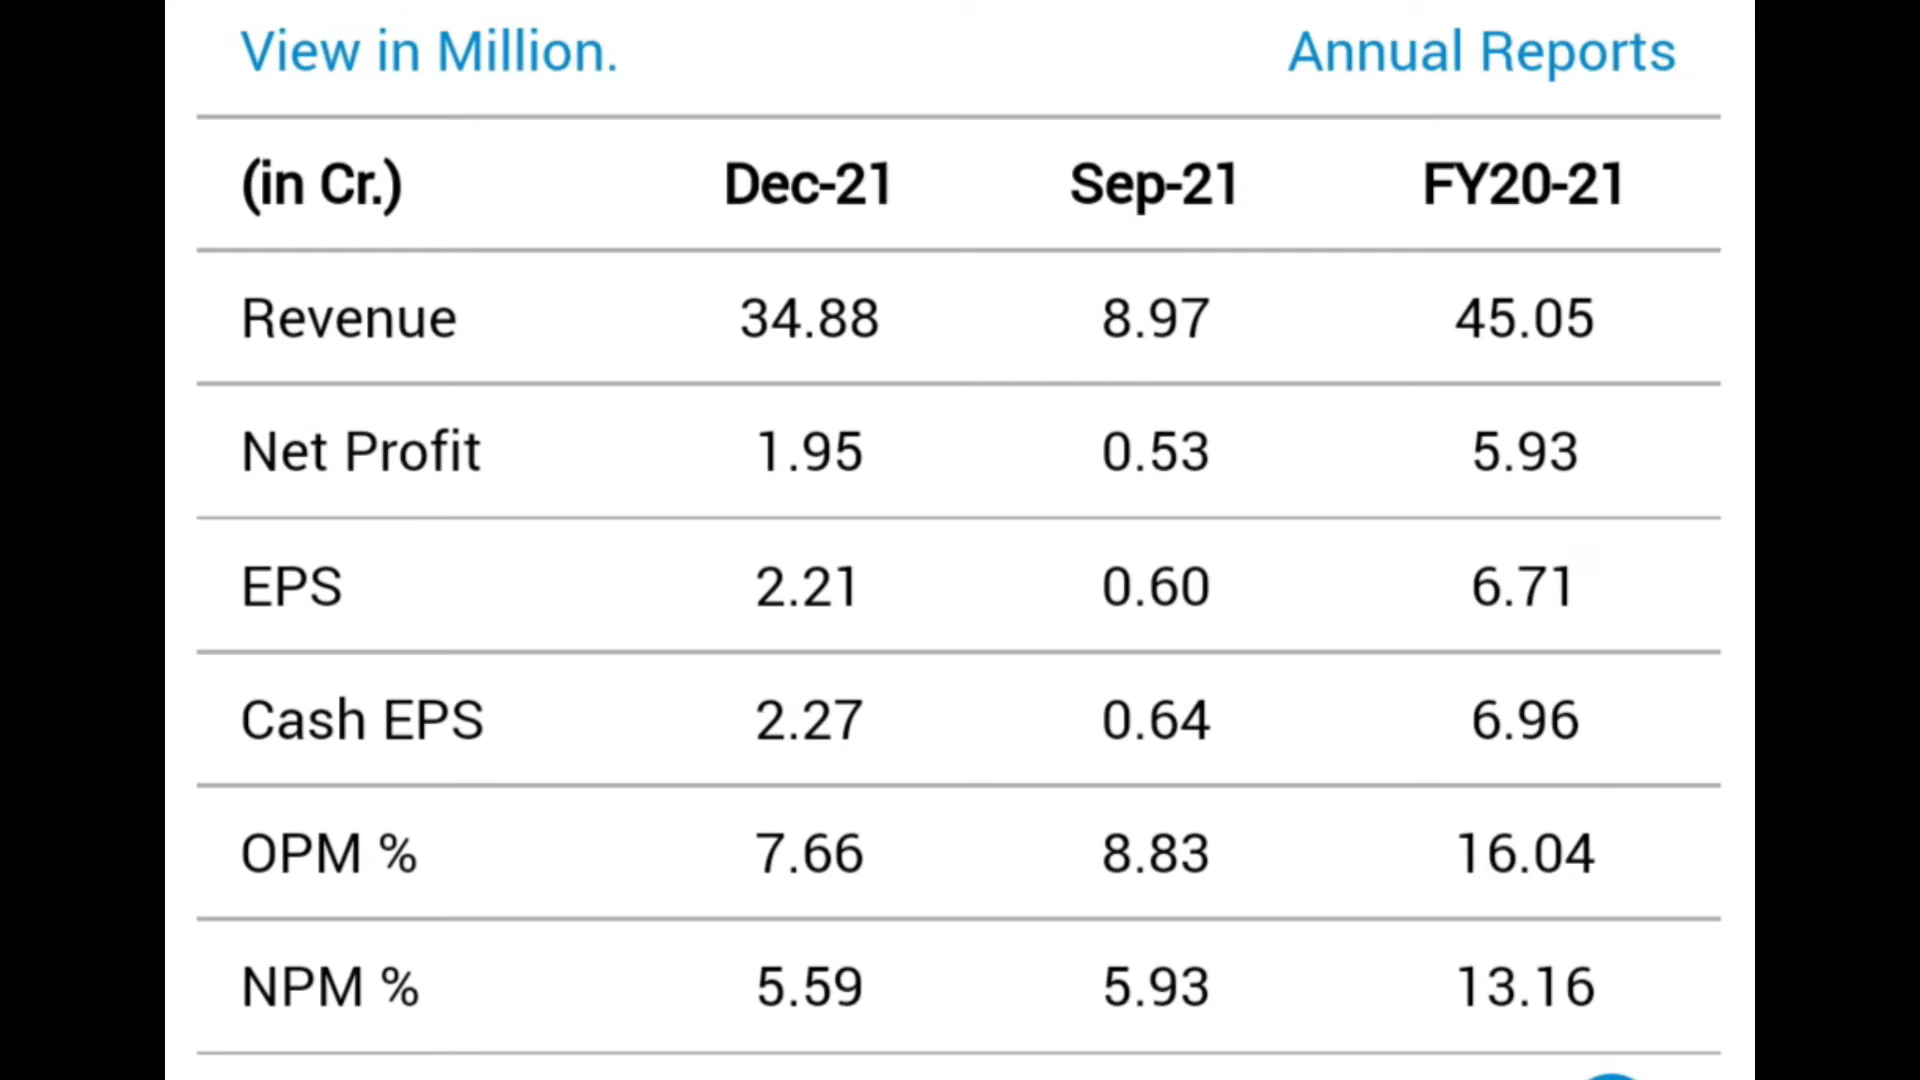 View in Million. Annual Reports
(in Cr.) Dec-21 Sep-21 FY20-21
Revenue 34.88 8.97 45.05
Net Profit 1.95 0.53 5.93
EPS 2.21 0.60 6.71
Cash EPS 2.27 0.64 6.96
OPM % 7.66 8.83 16.04
NPM % 5.59 5.93 13.16